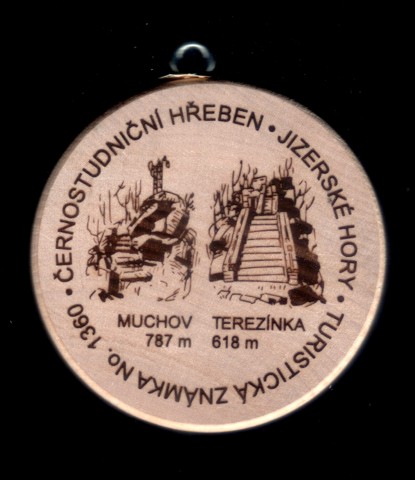 ČERNOSTUDNIČNÍ HŘEBEN • JIZERSKÉ HORY • TURISTICKÁ ZNÁMKA No. 1360 •
MUCHOV TEREZÍNKA
787 m 618 m